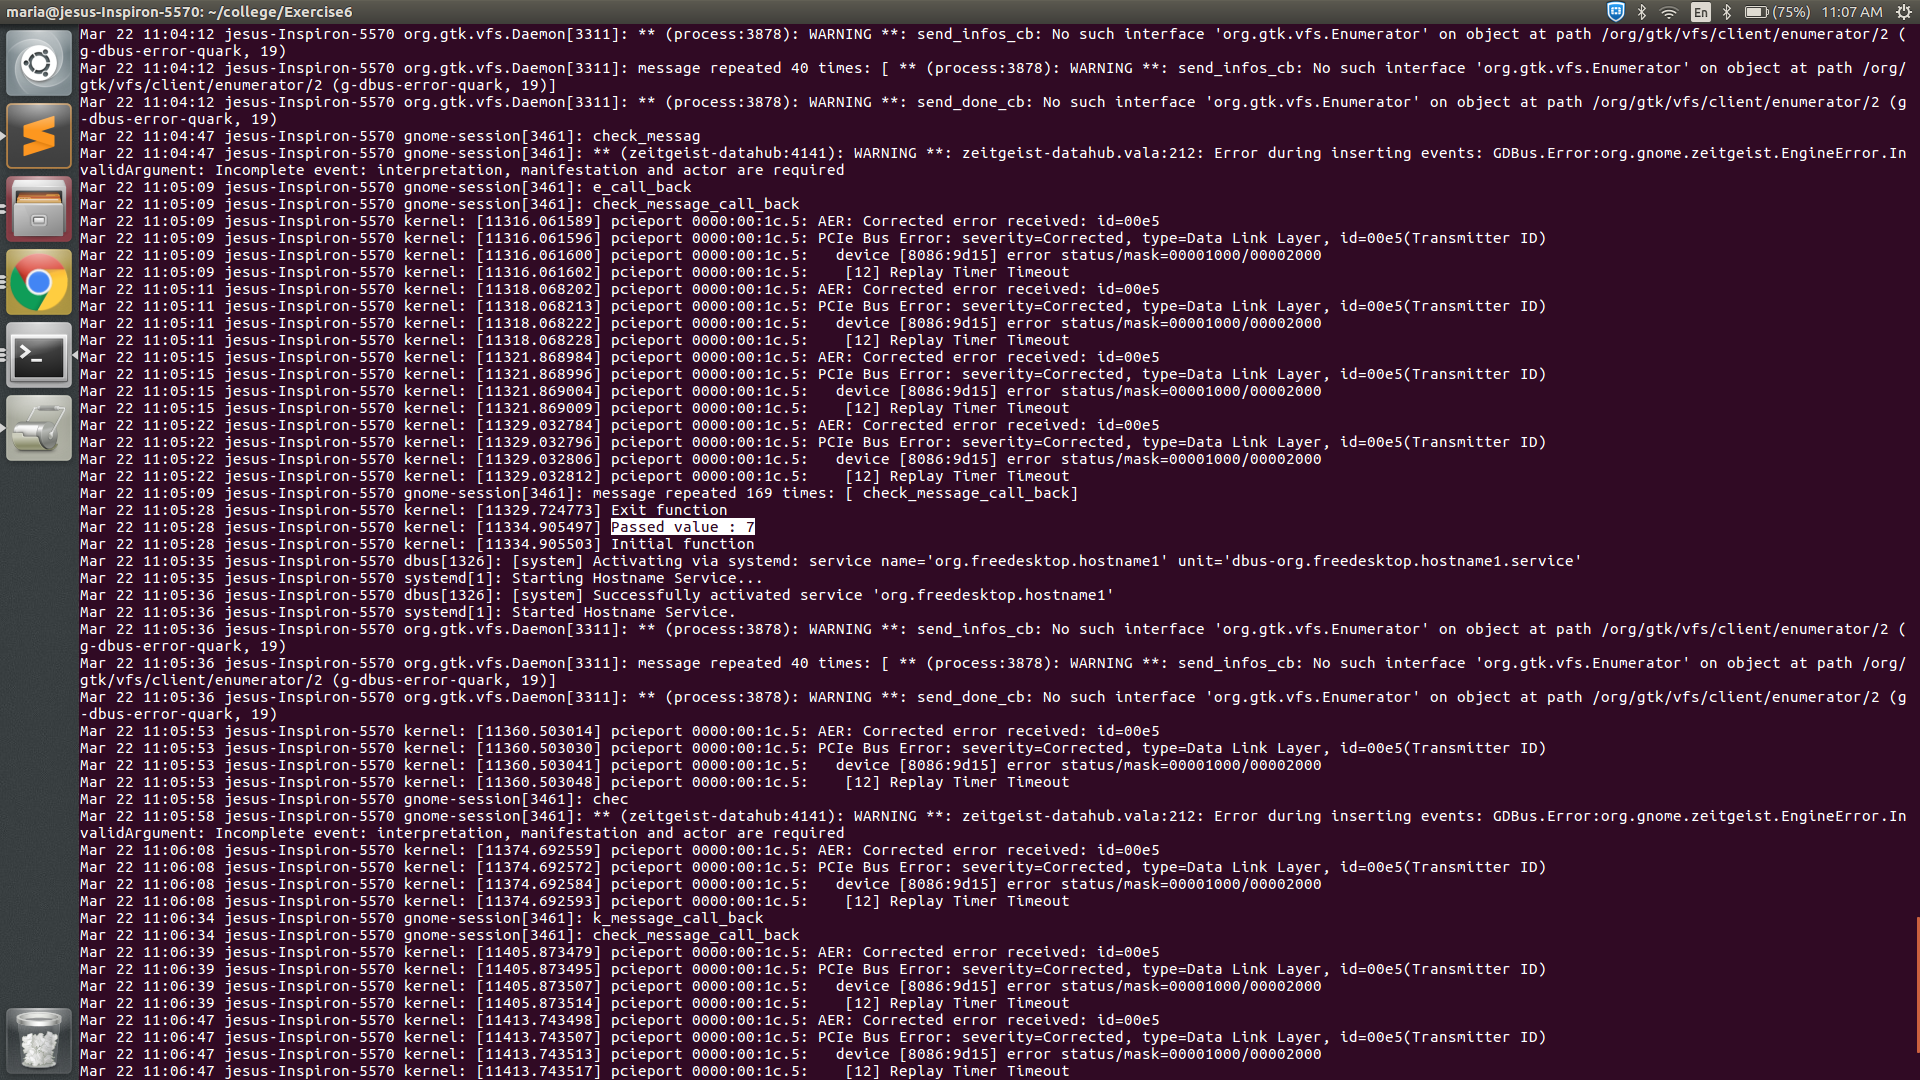 maria@jesus-Inspiron-5570: ~/college/Exercise6
En
(75%)
11:07 AM
Mar 22 11:04:12 jesus-Inspiron-5570 org.gtk.vfs.Daemon[3311]: ** (process:3878): WARNING **: send_infos_cb: No such interface 'org.gtk.vfs.Enumerator' on object at path /org/gtk/vfs/client/enumerator/2 (
g-dbus-error-quark, 19)
Mar 22 11:04:12 jesus-Inspiron-5570 org.gtk.vfs.Daemon[3311]: message repeated 40 times: [ ** (process:3878): WARNING **: send_infos_cb: No such interface 'org.gtk.vfs.Enumerator' on object at path /org/
gtk/vfs/client/enumerator/2 (g-dbus-error-quark, 19)]
Mar 22 11:04:12 jesus-Inspiron-5570 org.gtk.vfs.Daemon[3311]: ** (process:3878): WARNING **: send_done_cb: No such interface 'org.gtk.vfs.Enumerator' on object at path /org/gtk/vfs/client/enumerator/2 (g
-dbus-error-quark, 19)
Mar 22 11:04:47 jesus-Inspiron-5570 gnome-session[3461]: check_messag
Mar 22 11:04:47 jesus-Inspiron-5570 gnome-session[3461]: ** (zeitgeist-datahub:4141): WARNING **: zeitgeist-datahub.vala:212: Error during inserting events: GDBus.Error:org.gnome.zeitgeist.EngineError.In
validArgument: Incomplete event: interpretation, manifestation and actor are required
Mar 22 11:05:09 jesus-Inspiron-5570 gnome-session[3461]: e_call_back
Mar 22 11:05:09 jesus-Inspiron-5570 gnome-session[3461]: check_message_call_back
Mar 22 11:05:09 jesus-Inspiron-5570 kernel: [11316.061589] pcieport 0000:00:1c.5: AER: Corrected error received: id=00e5
Mar 22 11:05:09 jesus-Inspiron-5570 kernel: [11316.061596] pcieport 0000:00:1c.5: PCIe Bus Error: severity=Corrected, type=Data Link Layer, id=00e5(Transmitter ID)
Mar 22 11:05:09 jesus-Inspiron-5570 kernel: [11316.061600] pcieport 0000:00:1c.5:   device [8086:9d15] error status/mask=00001000/00002000
Mar 22 11:05:09 jesus-Inspiron-5570 kernel: [11316.061602] pcieport 0000:00:1c.5:    [12] Replay Timer Timeout
Mar 22 11:05:11 jesus-Inspiron-5570 kernel: [11318.068202] pcieport 0000:00:1c.5: AER: Corrected error received: id=00e5
Mar 22 11:05:11 jesus-Inspiron-5570 kernel: [11318.068213] pcieport 0000:00:1c.5: PCIe Bus Error: severity=Corrected, type=Data Link Layer, id=00e5(Transmitter ID)
Mar 22 11:05:11 jesus-Inspiron-5570 kernel: [11318.068222] pcieport 0000:00:1c.5:   device [8086:9d15] error status/mask=00001000/00002000
Mar 22 11:05:11 jesus-Inspiron-5570 kernel: [11318.068228] pcieport 0000:00:1c.5:    [12] Replay Timer Timeout
Mar 22 11:05:15 jesus-Inspiron-5570 kernel: [11321.868984] pcieport 0000:00:1c.5: AER: Corrected error received: id=00e5
Mar 22 11:05:15 jesus-Inspiron-5570 kernel: [11321.868996] pcieport 0000:00:1c.5: PCIe Bus Error: severity=Corrected, type=Data Link Layer, id=00e5(Transmitter ID)
Mar 22 11:05:15 jesus-Inspiron-5570 kernel: [11321.869004] pcieport 0000:00:1c.5:   device [8086:9d15] error status/mask=00001000/00002000
Mar 22 11:05:15 jesus-Inspiron-5570 kernel: [11321.869009] pcieport 0000:00:1c.5:    [12] Replay Timer Timeout
Mar 22 11:05:22 jesus-Inspiron-5570 kernel: [11329.032784] pcieport 0000:00:1c.5: AER: Corrected error received: id=00e5
Mar 22 11:05:22 jesus-Inspiron-5570 kernel: [11329.032796] pcieport 0000:00:1c.5: PCIe Bus Error: severity=Corrected, type=Data Link Layer, id=00e5(Transmitter ID)
Mar 22 11:05:22 jesus-Inspiron-5570 kernel: [11329.032806] pcieport 0000:00:1c.5:   device [8086:9d15] error status/mask=00001000/00002000
Mar 22 11:05:22 jesus-Inspiron-5570 kernel: [11329.032812] pcieport 0000:00:1c.5:    [12] Replay Timer Timeout
Mar 22 11:05:09 jesus-Inspiron-5570 gnome-session[3461]: message repeated 169 times: [ check_message_call_back]
Mar 22 11:05:28 jesus-Inspiron-5570 kernel: [11329.724773] Exit function
Mar 22 11:05:28 jesus-Inspiron-5570 kernel: [11334.905497] Passed value : 7
Mar 22 11:05:28 jesus-Inspiron-5570 kernel: [11334.905503] Initial function
Mar 22 11:05:35 jesus-Inspiron-5570 dbus[1326]: [system] Activating via systemd: service name='org.freedesktop.hostname1' unit='dbus-org.freedesktop.hostname1.service'
Mar 22 11:05:35 jesus-Inspiron-5570 systemd[1]: Starting Hostname Service...
Mar 22 11:05:36 jesus-Inspiron-5570 dbus[1326]: [system] Successfully activated service 'org.freedesktop.hostname1'
Mar 22 11:05:36 jesus-Inspiron-5570 systemd[1]: Started Hostname Service.
Mar 22 11:05:36 jesus-Inspiron-5570 org.gtk.vfs.Daemon[3311]: ** (process:3878): WARNING **: send_infos_cb: No such interface 'org.gtk.vfs.Enumerator' on object at path /org/gtk/vfs/client/enumerator/2 (
g-dbus-error-quark, 19)
Mar 22 11:05:36 jesus-Inspiron-5570 org.gtk.vfs.Daemon[3311]: message repeated 40 times: [ ** (process:3878): WARNING **: send_infos_cb: No such interface 'org.gtk.vfs.Enumerator' on object at path /org/
gtk/vfs/client/enumerator/2 (g-dbus-error-quark, 19)]
Mar 22 11:05:36 jesus-Inspiron-5570 org.gtk.vfs.Daemon[3311]: ** (process:3878): WARNING **: send_done_cb: No such interface 'org.gtk.vfs.Enumerator' on object at path /org/gtk/vfs/client/enumerator/2 (g
-dbus-error-quark, 19)
Mar 22 11:05:53 jesus-Inspiron-5570 kernel: [11360.503014] pcieport 0000:00:1c.5: AER: Corrected error received: id=00e5
Mar 22 11:05:53 jesus-Inspiron-5570 kernel: [11360.503030] pcieport 0000:00:1c.5: PCIe Bus Error: severity=Corrected, type=Data Link Layer, id=00e5(Transmitter ID)
Mar 22 11:05:53 jesus-Inspiron-5570 kernel: [11360.503041] pcieport 0000:00:1c.5:   device [8086:9d15] error status/mask=00001000/00002000
Mar 22 11:05:53 jesus-Inspiron-5570 kernel: [11360.503048] pcieport 0000:00:1c.5:    [12] Replay Timer Timeout
Mar 22 11:05:58 jesus-Inspiron-5570 gnome-session[3461]: chec
Mar 22 11:05:58 jesus-Inspiron-5570 gnome-session[3461]: ** (zeitgeist-datahub:4141): WARNING **: zeitgeist-datahub.vala:212: Error during inserting events: GDBus.Error:org.gnome.zeitgeist.EngineError.In
validArgument: Incomplete event: interpretation, manifestation and actor are required
Mar 22 11:06:08 jesus-Inspiron-5570 kernel: [11374.692559] pcieport 0000:00:1c.5: AER: Corrected error received: id=00e5
Mar 22 11:06:08 jesus-Inspiron-5570 kernel: [11374.692572] pcieport 0000:00:1c.5: PCIe Bus Error: severity=Corrected, type=Data Link Layer, id=00e5(Transmitter ID)
Mar 22 11:06:08 jesus-Inspiron-5570 kernel: [11374.692584] pcieport 0000:00:1c.5:   device [8086:9d15] error status/mask=00001000/00002000
Mar 22 11:06:08 jesus-Inspiron-5570 kernel: [11374.692593] pcieport 0000:00:1c.5:    [12] Replay Timer Timeout
Mar 22 11:06:34 jesus-Inspiron-5570 gnome-session[3461]: k_message_call_back
Mar 22 11:06:34 jesus-Inspiron-5570 gnome-session[3461]: check_message_call_back
Mar 22 11:06:39 jesus-Inspiron-5570 kernel: [11405.873479] pcieport 0000:00:1c.5: AER: Corrected error received: id=00e5
Mar 22 11:06:39 jesus-Inspiron-5570 kernel: [11405.873495] pcieport 0000:00:1c.5: PCIe Bus Error: severity=Corrected, type=Data Link Layer, id=00e5(Transmitter ID)
Mar 22 11:06:39 jesus-Inspiron-5570 kernel: [11405.873507] pcieport 0000:00:1c.5:   device [8086:9d15] error status/mask=00001000/00002000
Mar 22 11:06:39 jesus-Inspiron-5570 kernel: [11405.873514] pcieport 0000:00:1c.5:    [12] Replay Timer Timeout
Mar 22 11:06:47 jesus-Inspiron-5570 kernel: [11413.743498] pcieport 0000:00:1c.5: AER: Corrected error received: id=00e5
Mar 22 11:06:47 jesus-Inspiron-5570 kernel: [11413.743507] pcieport 0000:00:1c.5: PCIe Bus Error: severity=Corrected, type=Data Link Layer, id=00e5(Transmitter ID)
Mar 22 11:06:47 jesus-Inspiron-5570 kernel: [11413.743513] pcieport 0000:00:1c.5:   device [8086:9d15] error status/mask=00001000/00002000
Mar 22 11:06:47 jesus-Inspiron-5570 kernel: [11413.743517] pcieport 0000:00:1c.5:    [12] Replay Timer Timeout